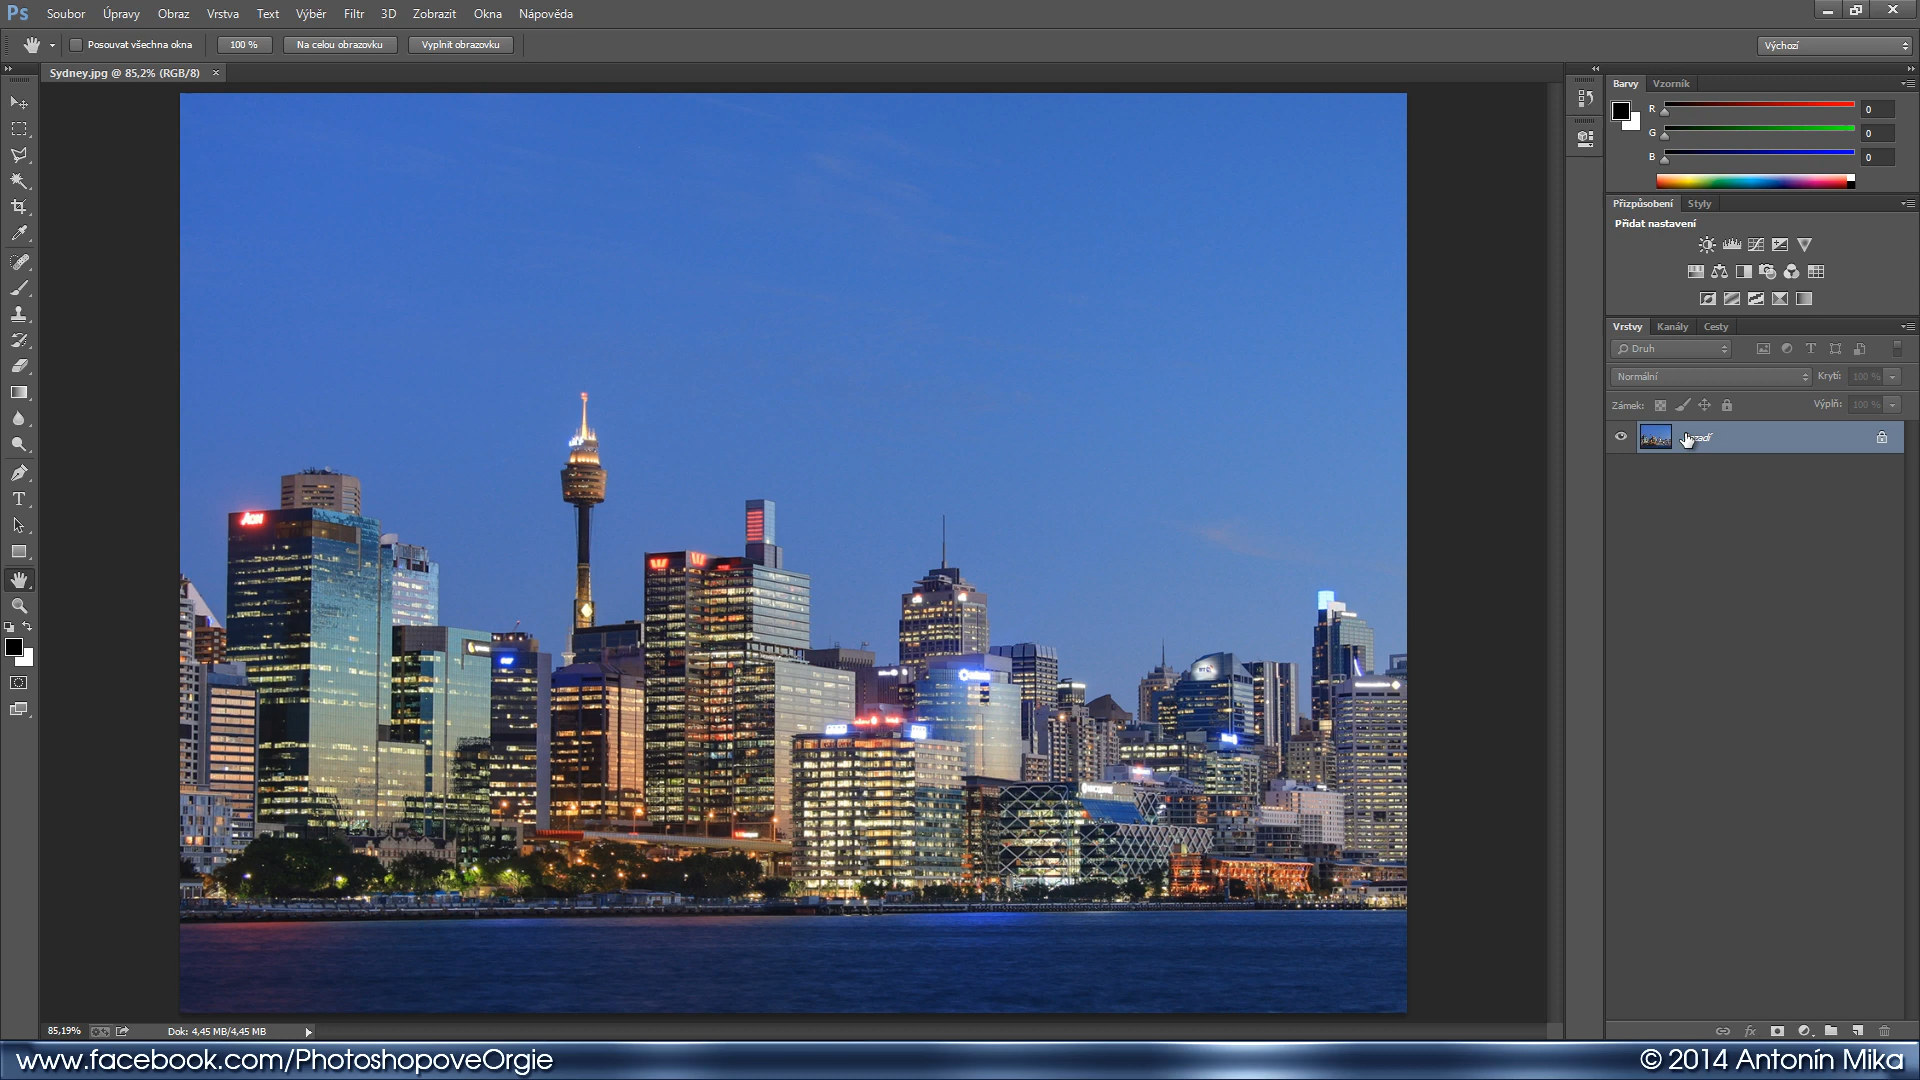 Ps Soubor Úpravy Obraz Vrstva Text Výběr Filtr 3D Zobrazit Okna Nápověda
Posouvat všechna okna 100 % Na celou obrazovku Vyplnit obrazovku Výchozí
Sydney.jpg @ 85,2% (RGB/8) ×
Barvy Vzorník
R 0
G 0
B 0
Přizpůsobení Styly
Přidat nastavení
Vrstvy Kanály Cesty
Druh
Normální Krytí: 100 %
Zámek: Výplň: 100 %
Aon
85,19% Dok: 4,45 MB/4,45 MB
www.facebook.com/PhotoshopoveOrgie © 2014 Antonín Mika